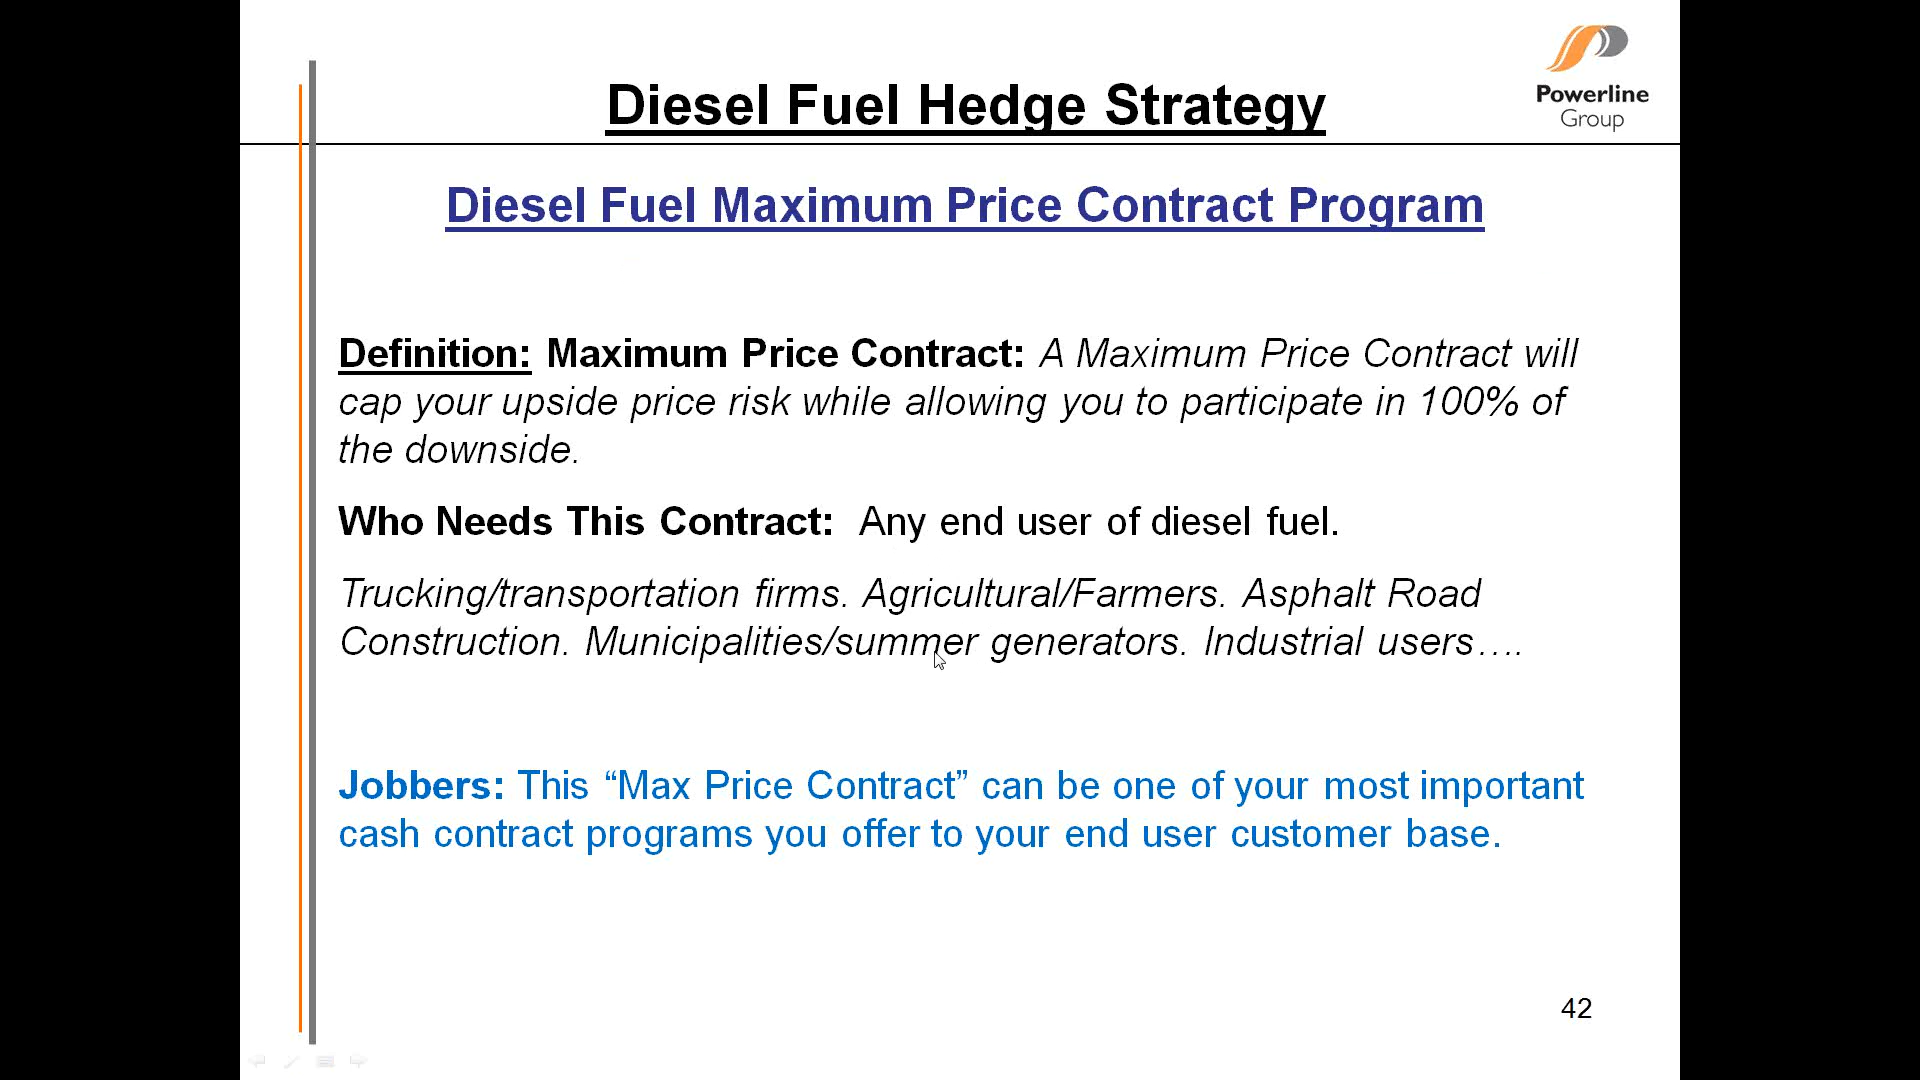 Powerline
Group
Diesel Fuel Hedge Strategy
Diesel Fuel Maximum Price Contract Program
Definition: Maximum Price Contract: A Maximum Price Contract will
cap your upside price risk while allowing you to participate in 100% of
the downside.
Who Needs This Contract: Any end user of diesel fuel.
Trucking/transportation firms. Agricultural/Farmers. Asphalt Road
Construction. Municipalities/summer generators. Industrial users….
Jobbers: This “Max Price Contract” can be one of your most important
cash contract programs you offer to your end user customer base.
42